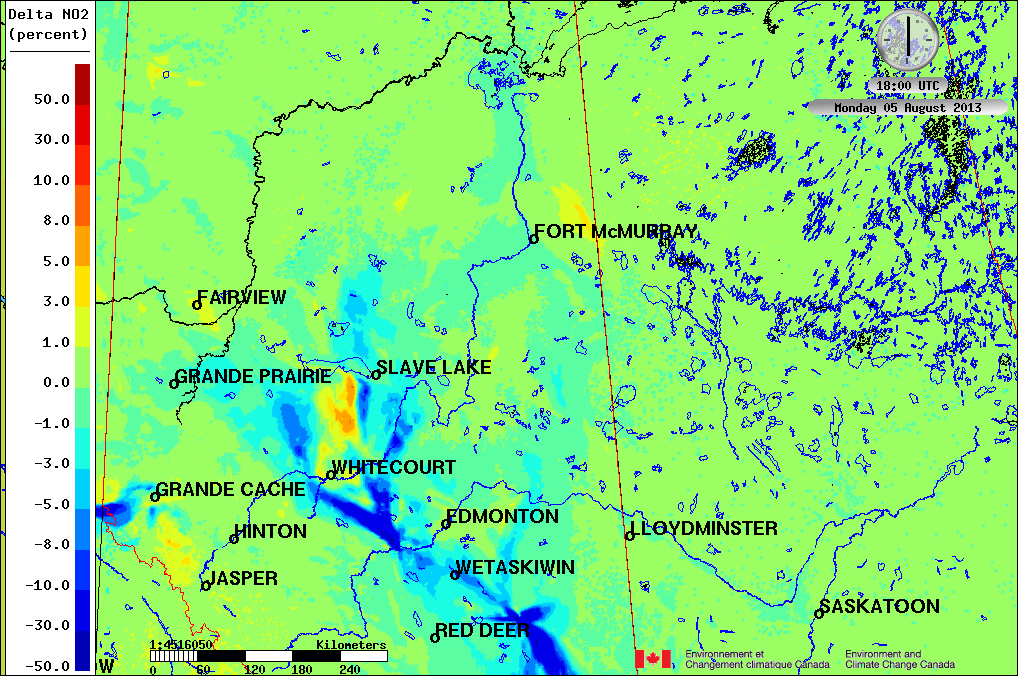 Delta NO2
(percent)
50.0
30.0
10.0
8.0
5.0
3.0
1.0
0.0
-1.0
-3.0
-5.0
-8.0
-10.0
-30.0
-50.0
18:00 UTC
Monday 05 August 2013
FORT McMURRAY
FAIRVIEW
SLAVE LAKE
GRANDE PRAIRIE
WHITECOURT
GRANDE CACHE
EDMONTON
HINTON
LLOYDMINSTER
WETASKIWIN
JASPER
SASKATOON
RED DEER
1:4516050 Kilometers
0 60 120 180 240
W
Environnement et
Changement climatique Canada
Environment and
Climate Change Canada